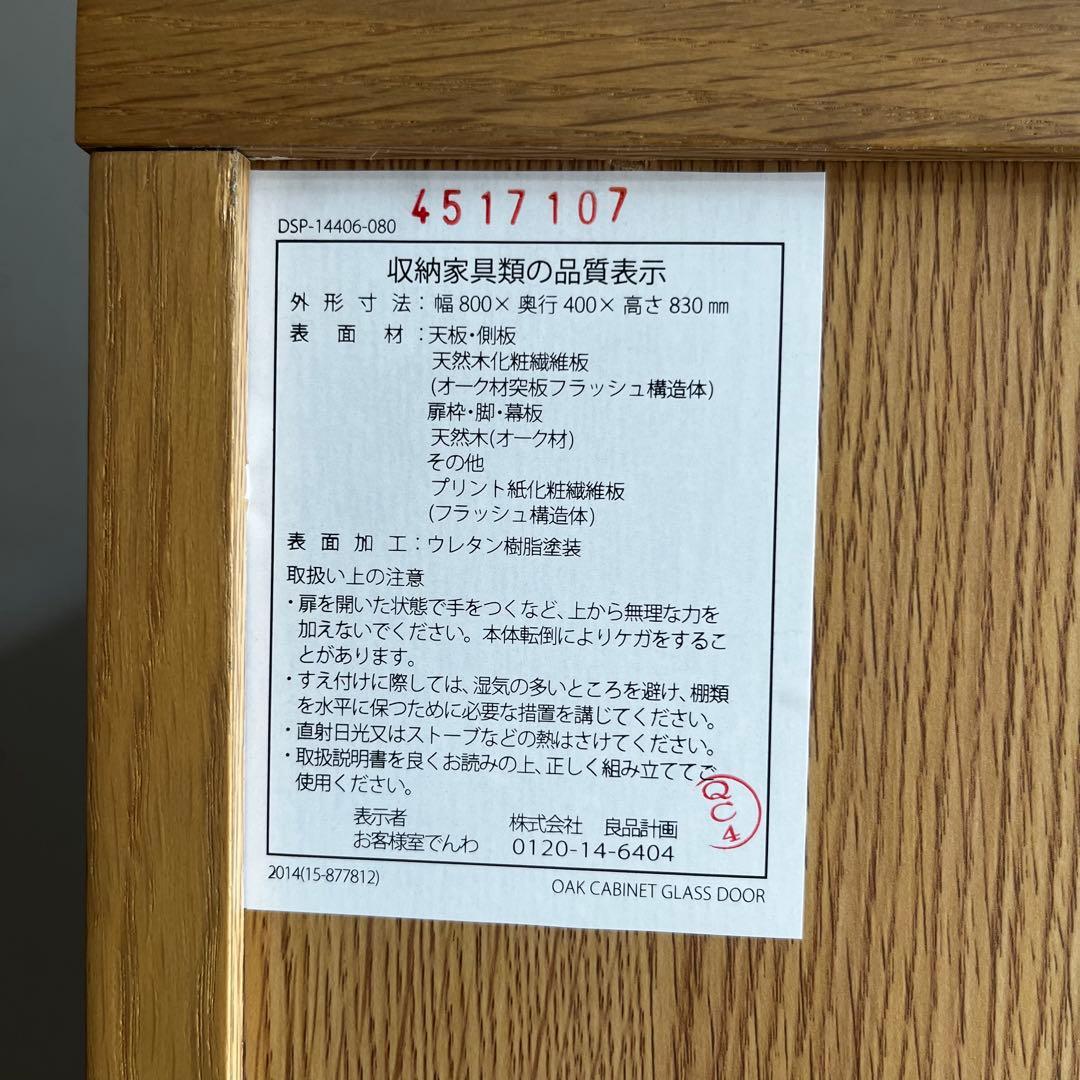 4517107
DSP-14406-080
収納家具類の品質表示
外形寸法：幅800×奥行400×高さ830㎜
表面材：天板・側板
天然木化粧繊維板
(オーク材突板フラッシュ構造体)
扉枠・脚・幕板
天然木(オーク材)
その他
プリント紙化粧繊維板
(フラッシュ構造体)
表面加工：ウレタン樹脂塗装
取扱い上の注意
・扉を開いた状態で手をつくなど、上から無理な力を
加えないでください。本体転倒によりケガをするこ
とがあります。
・すえ付けに際しては、湿気の多いところを避け、棚類
を水平に保つために必要な措置を講じてください。
・直射日光又はストーブなどの熱はさけてください。
・取扱説明書を良くお読みの上、正しく組み立ててご
使用ください。
QC4
表示者 株式会社 良品計画
お客様室でんわ 0120-14-6404
2014(15-877812)
OAK CABINET GLASS DOOR